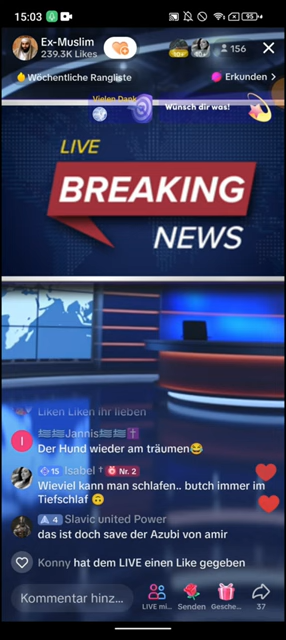 15:03
95
Ex-Muslim
239.3K Likes
156
Wöchentliche Rangliste
Erkunden
Vielen Dank
Wünsch dir was!
LIVE
BREAKING
NEWS
Liken Liken ihr lieben
Jannis
Der Hund wieder am träumen😂
15 Isabel ✝ Nr. 2
Wieviel kann man schlafen.. butch immer im
Tiefschlaf 🙃
4 Slavic united Power
das ist doch save der Azubi von amir
Konny hat dem LIVE einen Like gegeben
Kommentar hinz...
LIVE mi...
Senden
Gesche...
37